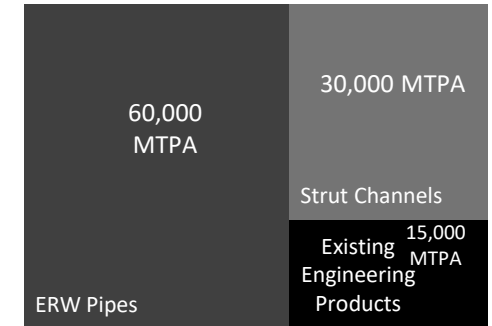 60,000
MTPA
ERW Pipes
30,000 MTPA
Strut Channels
Existing
Engineering
Products
15,000
MTPA